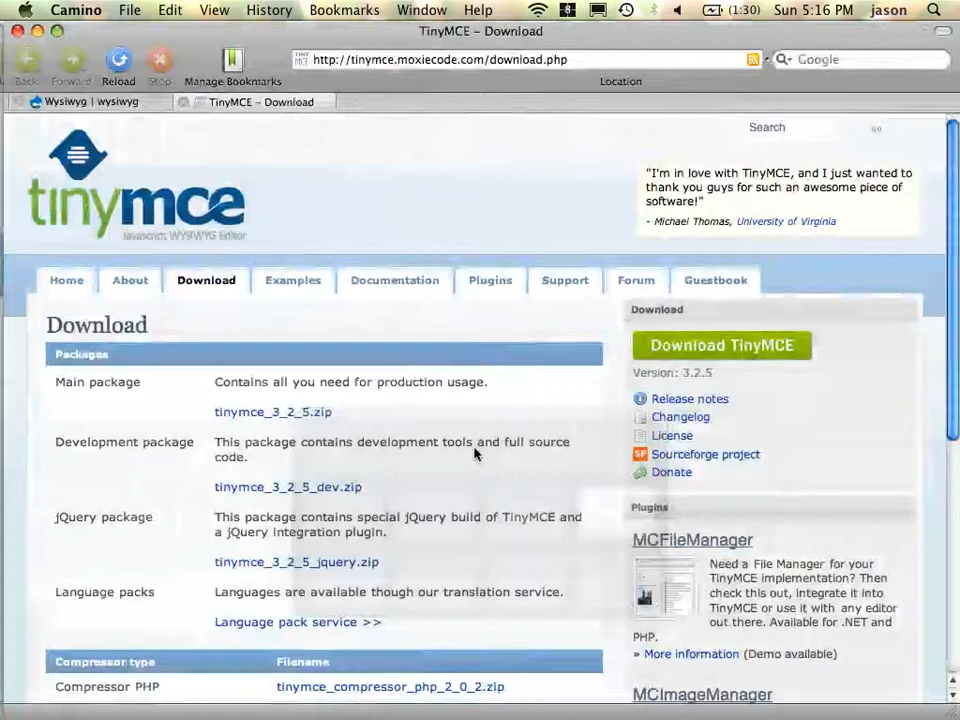 Camino File Edit View History Bookmarks Window Help (1:30) Sun 5:16 PM jason
TinyMCE – Download
http://tinymce.moxiecode.com/download.php
Google
Back Forward Reload Stop Manage Bookmarks Location
Wysiwyg | wysiwyg
TinyMCE – Download
Search GO
tinymce
Javascript WYSIWYG Editor
"I'm in love with TinyMCE, and I just wanted to
thank you guys for such an awesome piece of
software!"
- Michael Thomas, University of Virginia
Home About Download Examples Documentation Plugins Support Forum Guestbook
Download
Packages
Main package
Contains all you need for production usage.
tinymce_3_2_5.zip
Development package
This package contains development tools and full source
code.
tinymce_3_2_5_dev.zip
jQuery package
This package contains special jQuery build of TinyMCE and
a jQuery integration plugin.
tinymce_3_2_5_jquery.zip
Language packs
Languages are available though our translation service.
Language pack service >>
Compressor type Filename
Compressor PHP tinymce_compressor_php_2_0_2.zip
Download
Download TinyMCE
Version: 3.2.5
Release notes
Changelog
License
SF Sourceforge project
Donate
Plugins
MCFileManager
Need a File Manager for your
TinyMCE implementation? Then
check this out, integrate it into
TinyMCE or use it with any editor
out there. Available for .NET and
PHP.
» More information (Demo available)
MCImageManager